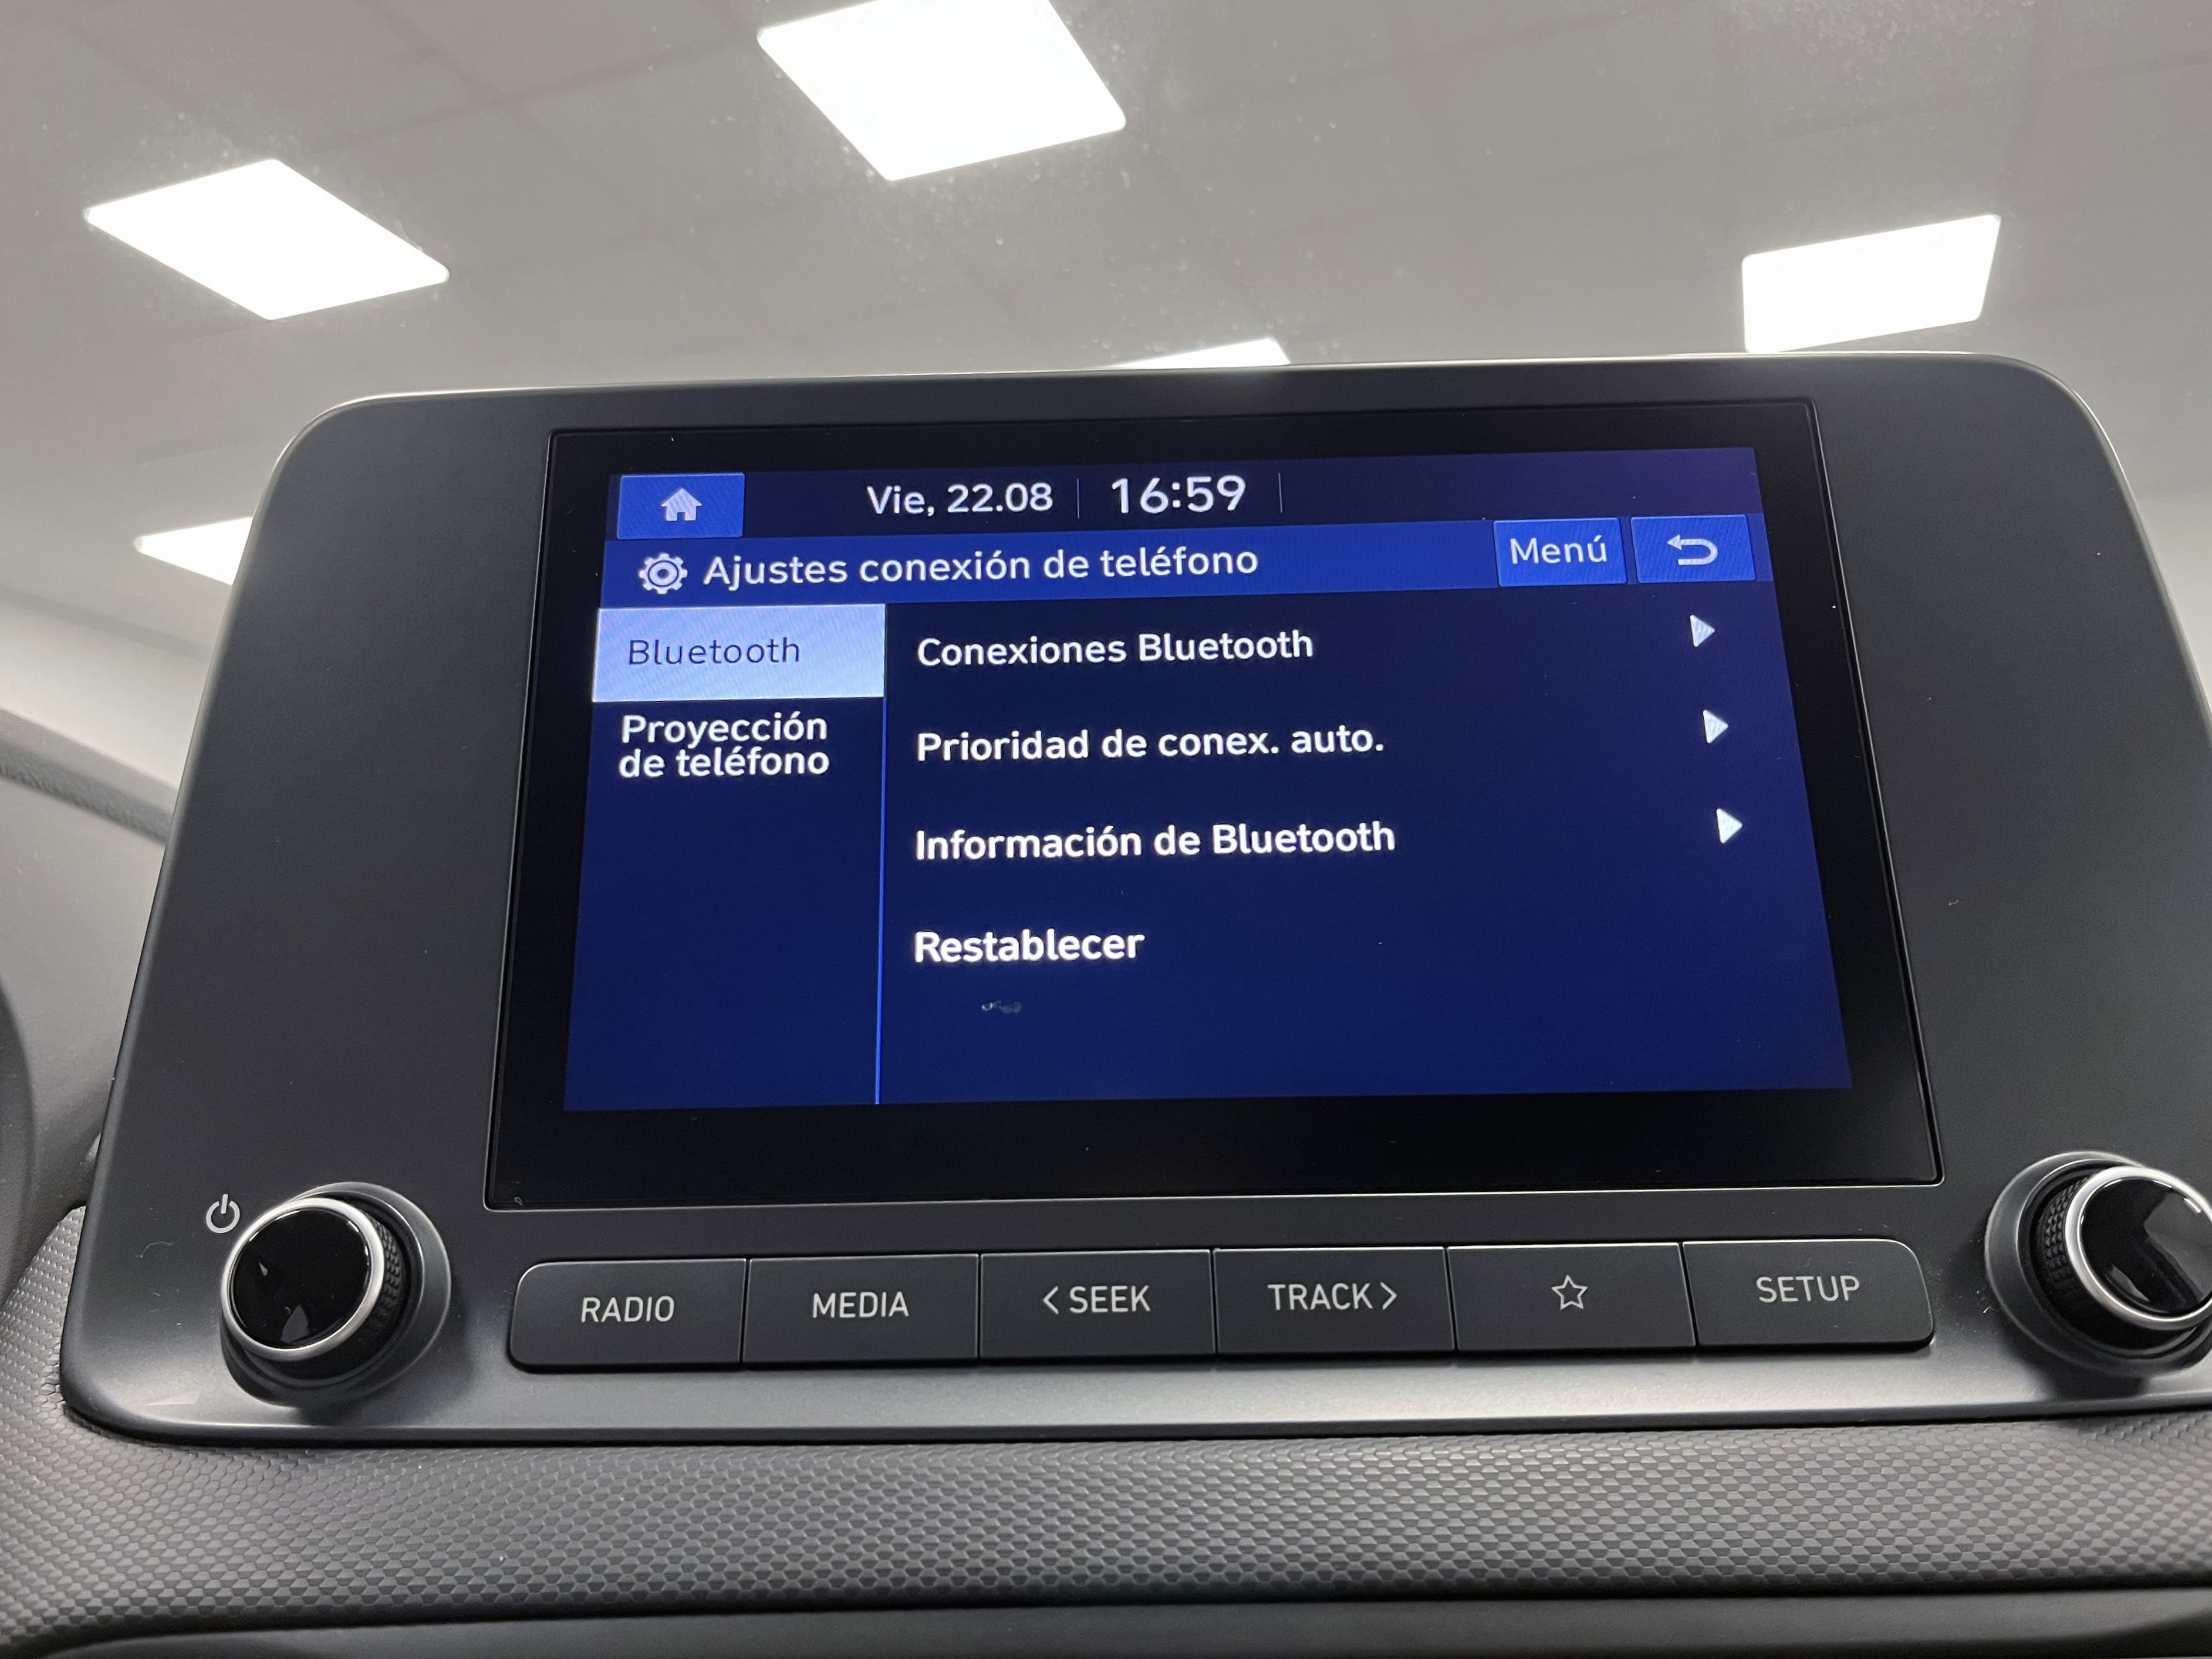 Vie, 22.08 16:59
Ajustes conexión de teléfono Menú
Bluetooth
Proyección
de teléfono
Conexiones Bluetooth
Prioridad de conex. auto.
Información de Bluetooth
Restablecer
RADIO MEDIA < SEEK TRACK > SETUP